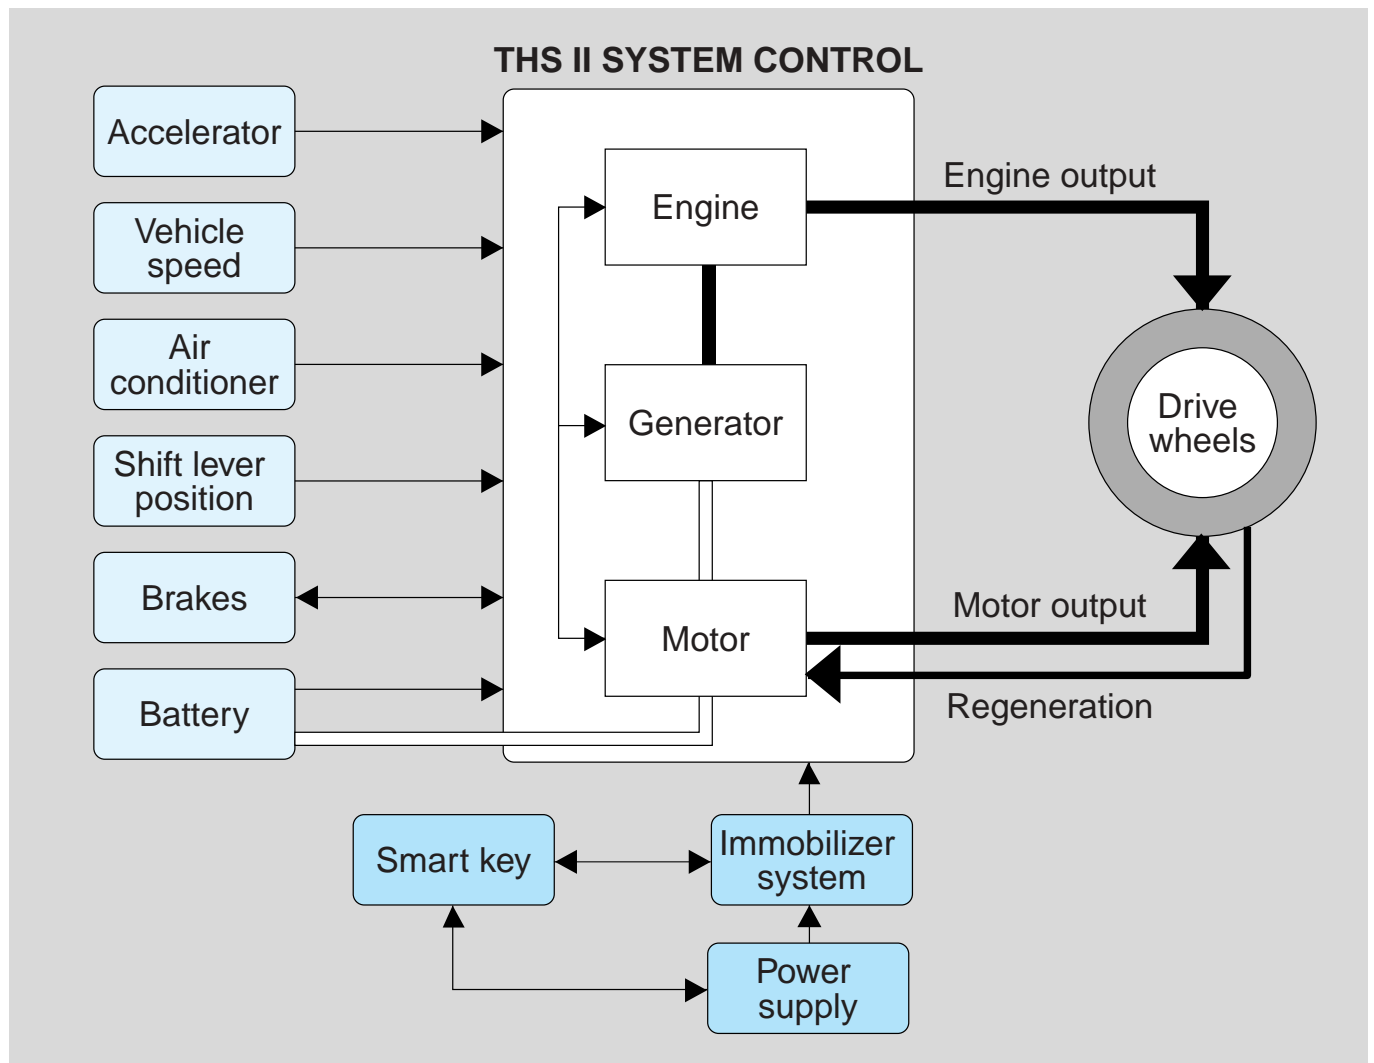 THS II SYSTEM CONTROL
Accelerator
Vehicle
speed
Air
conditioner
Shift lever
position
Brakes
Battery
Engine
Generator
Motor
Engine output
Drive
wheels
Motor output
Regeneration
Smart key
Immobilizer
system
Power
supply